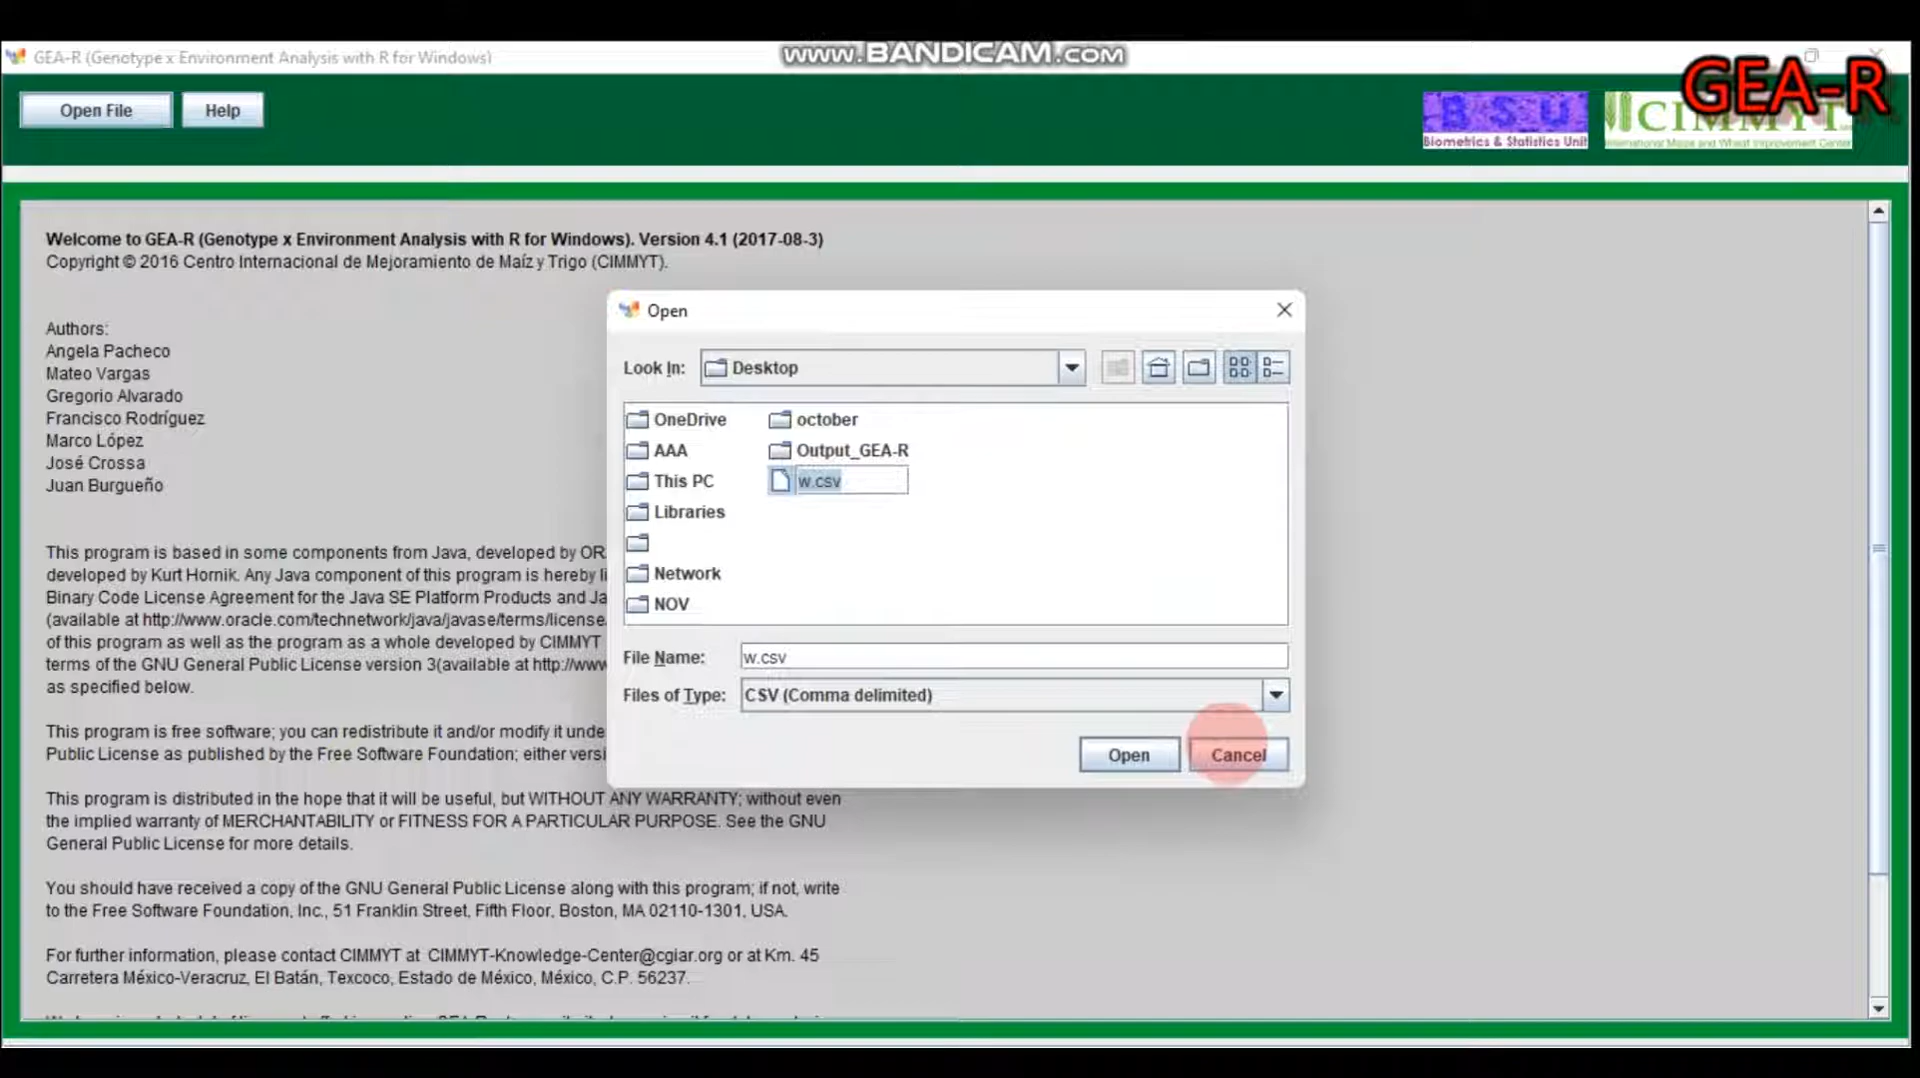 www.BANDICAM.com
GEA-R (Genotype x Environment Analysis with R for Windows)
GEA-R
Open File
Help
B.S.U
Biometrics & Statistics Unit
CIMMYT
International Maize and Wheat Improvement Center
Welcome to GEA-R (Genotype x Environment Analysis with R for Windows). Version 4.1 (2017-08-3)
Copyright © 2016 Centro Internacional de Mejoramiento de Maíz y Trigo (CIMMYT).
Authors:
Angela Pacheco
Mateo Vargas
Gregorio Alvarado
Francisco Rodríguez
Marco López
José Crossa
Juan Burgueño
This program is based in some components from Java, developed by OR
developed by Kurt Hornik. Any Java component of this program is hereby li
Binary Code License Agreement for the Java SE Platform Products and Ja
(available at http://www.oracle.com/technetwork/java/javase/terms/license/
of this program as well as the program as a whole developed by CIMMYT
terms of the GNU General Public License version 3(available at http://www
as specified below.
This program is free software; you can redistribute it and/or modify it unde
Public License as published by the Free Software Foundation; either versi
This program is distributed in the hope that it will be useful, but WITHOUT ANY WARRANTY; without even
the implied warranty of MERCHANTABILITY or FITNESS FOR A PARTICULAR PURPOSE. See the GNU
General Public License for more details.
You should have received a copy of the GNU General Public License along with this program; if not, write
to the Free Software Foundation, Inc., 51 Franklin Street, Fifth Floor, Boston, MA 02110-1301, USA.
For further information, please contact CIMMYT at CIMMYT-Knowledge-Center@cgiar.org or at Km. 45
Carretera México-Veracruz, El Batán, Texcoco, Estado de México, México, C.P. 56237.
Open
Look In:
Desktop
OneDrive
AAA
This PC
Libraries
Network
NOV
october
Output_GEA-R
w.csv
File Name:
w.csv
Files of Type:
CSV (Comma delimited)
Open
Cancel